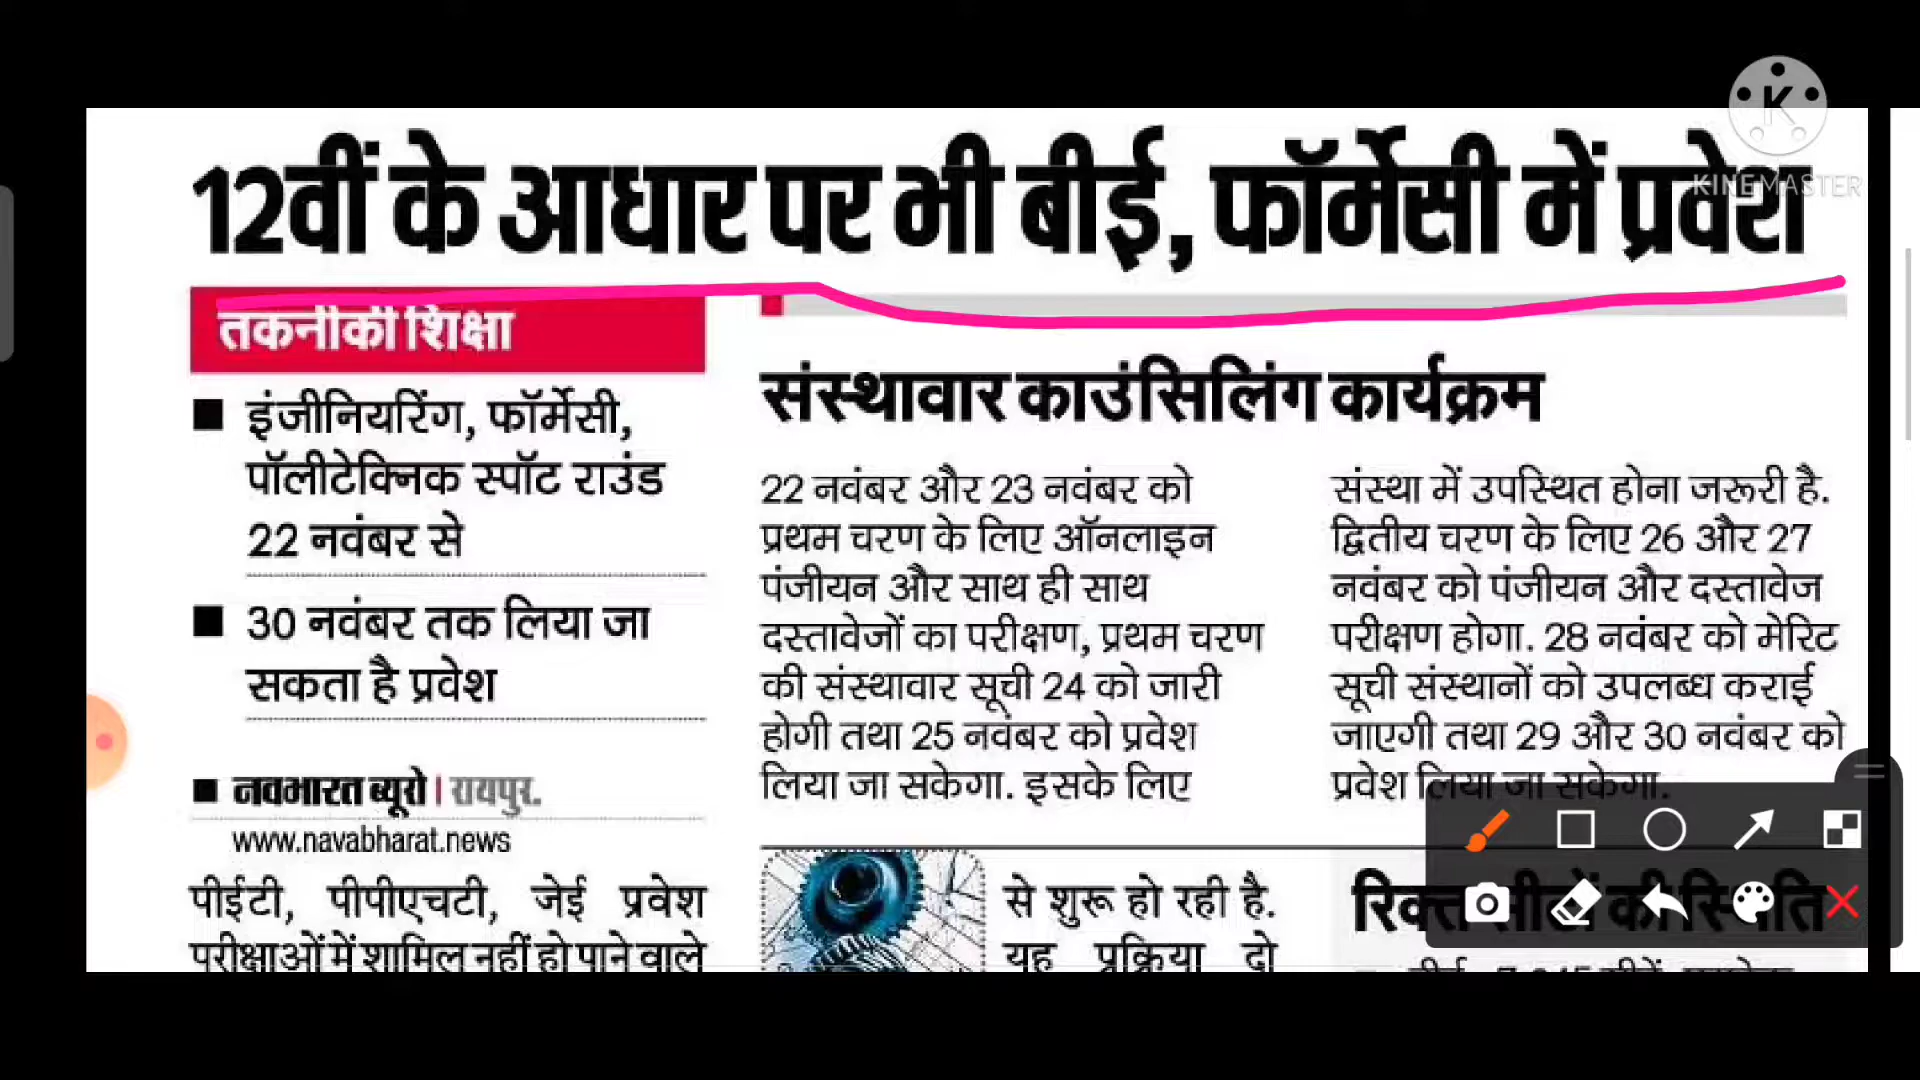 12वीं के आधार पर भी बीई, फॉर्मेसी में प्रवेश
KINEMASTER
तकनीकी शिक्षा
■ इंजीनियरिंग, फॉर्मेसी,
पॉलीटेक्निक स्पॉट राउंड
22 नवंबर से
■ 30 नवंबर तक लिया जा
सकता है प्रवेश
■ नवभारत ब्यूरो | रायपुर.
www.navabharat.news
पीईटी, पीपीएचटी, जेई प्रवेश
परीक्षाओं में शामिल नहीं हो पाने वाले
संस्थावार काउंसिलिंग कार्यक्रम
22 नवंबर और 23 नवंबर को
प्रथम चरण के लिए ऑनलाइन
पंजीयन और साथ ही साथ
दस्तावेजों का परीक्षण, प्रथम चरण
की संस्थावार सूची 24 को जारी
होगी तथा 25 नवंबर को प्रवेश
लिया जा सकेगा. इसके लिए
संस्था में उपस्थित होना जरूरी है.
द्वितीय चरण के लिए 26 और 27
नवंबर को पंजीयन और दस्तावेज
परीक्षण होगा. 28 नवंबर को मेरिट
सूची संस्थानों को उपलब्ध कराई
जाएगी तथा 29 और 30 नवंबर को
प्रवेश लिया जा सकेगा.
से शुरू हो रही है.
यह प्रक्रिया दो
रिक्त सीटों की स्थिति